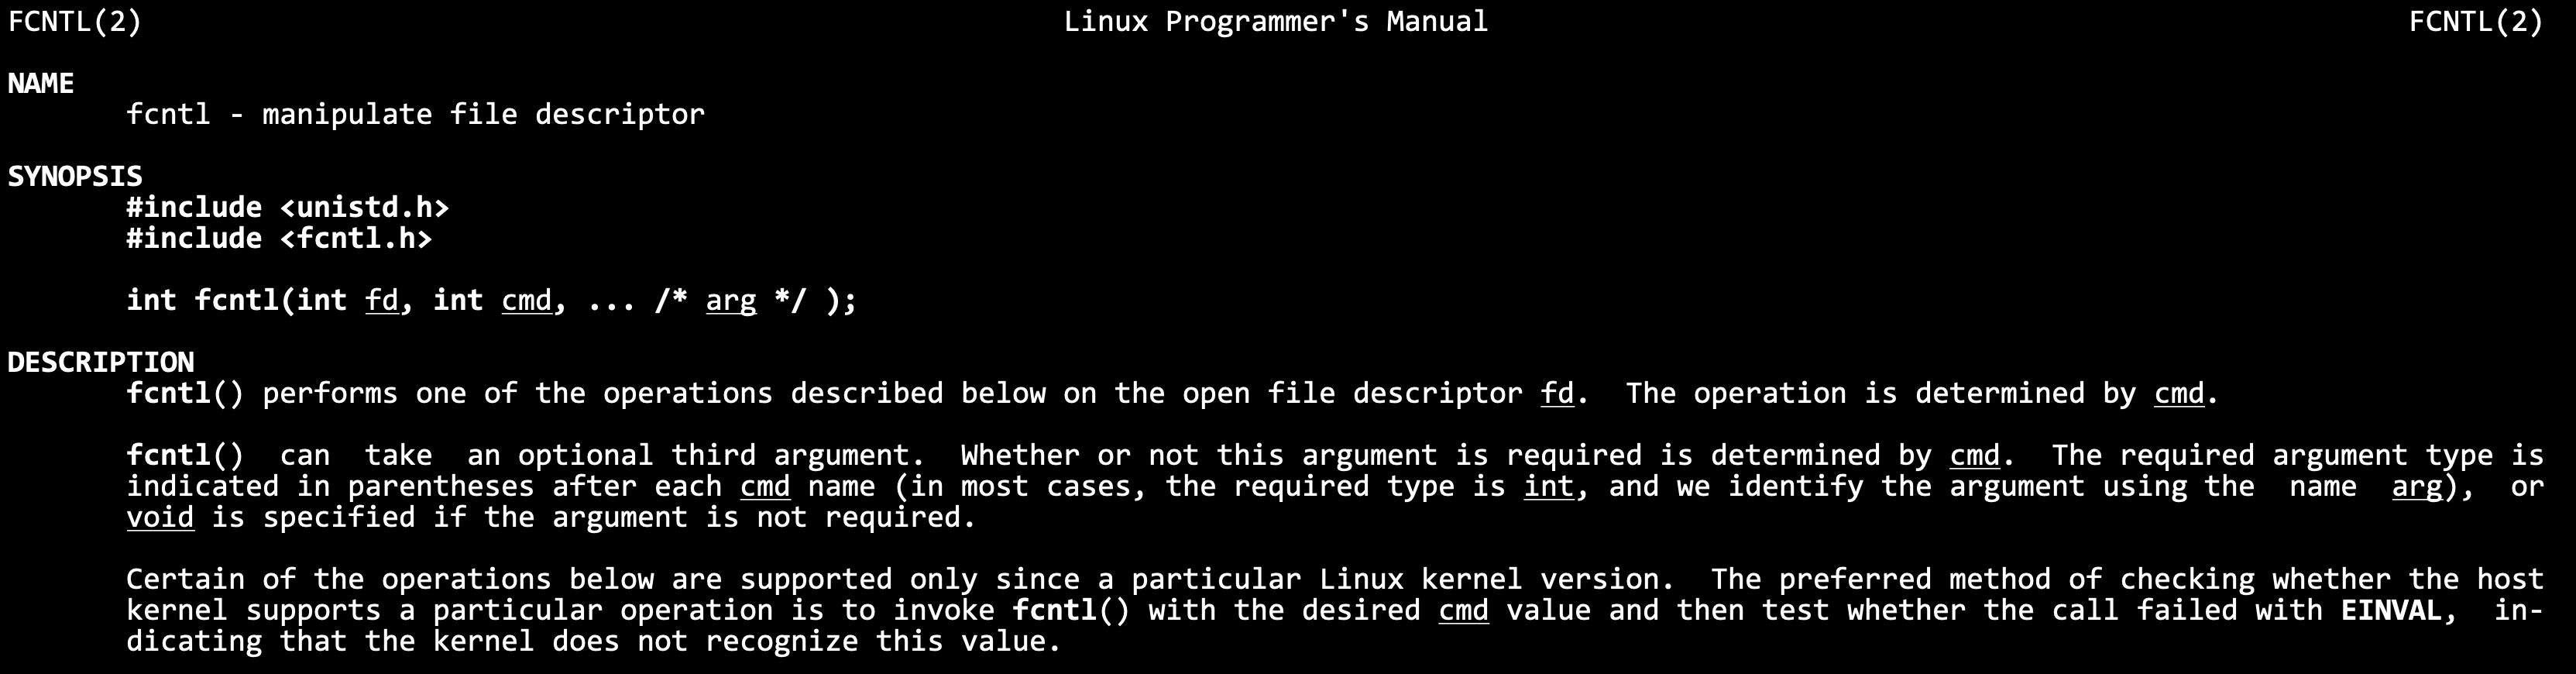 FCNTL(2) Linux Programmer's Manual FCNTL(2)
NAME
fcntl - manipulate file descriptor
SYNOPSIS
#include <unistd.h>
#include <fcntl.h>
int fcntl(int fd, int cmd, ... /* arg */ );
DESCRIPTION
fcntl() performs one of the operations described below on the open file descriptor fd.  The operation is determined by cmd.
fcntl()  can  take  an optional third argument.  Whether or not this argument is required is determined by cmd.  The required argument type is
indicated in parentheses after each cmd name (in most cases, the required type is int, and we identify the argument using the  name  arg),  or
void is specified if the argument is not required.
Certain of the operations below are supported only since a particular Linux kernel version.  The preferred method of checking whether the host
kernel supports a particular operation is to invoke fcntl() with the desired cmd value and then test whether the call failed with EINVAL,  in-
dicating that the kernel does not recognize this value.